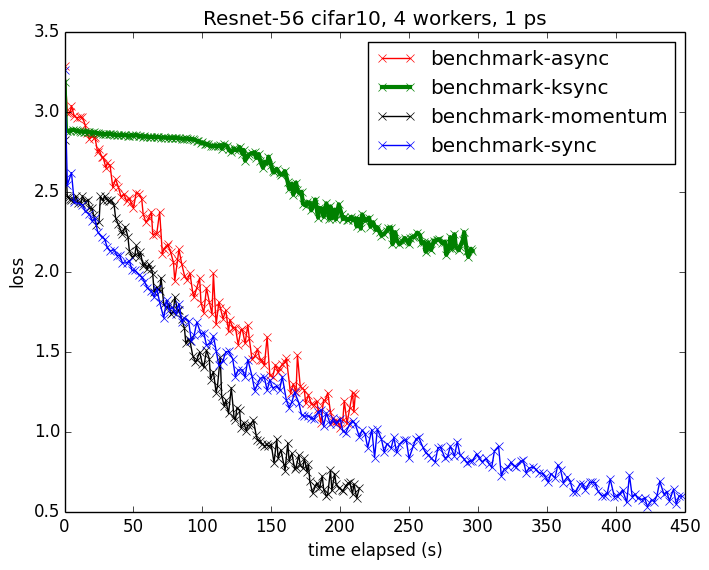 Resnet-56 cifar10, 4 workers, 1 ps
3.5
3.0
2.5
2.0
1.5
1.0
0.5
loss
benchmark-async
benchmark-ksync
benchmark-momentum
benchmark-sync
0 50 100 150 200 250 300 350 400 450
time elapsed (s)